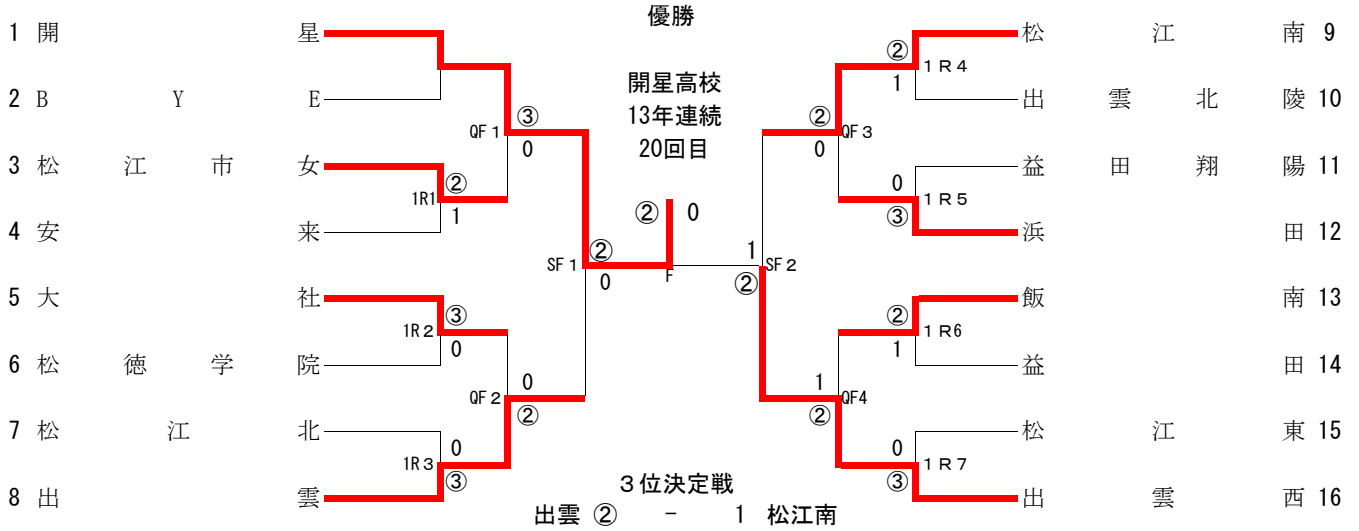 優勝
1 開星
松江南 9
② 1R4
2 BYE
開星高校
1
出雲北陵 10
③
13年連続
②
QF1
QF3
0
20回目
0
3 松江市女
益田翔陽 11
②
0
1R1
1R5
1
② 0
③
4 安来
浜田 12
②
1
SF1
SF2
0
F
②
5 大社
飯南 13
③
②
1R2
1R6
0
1
6 松徳学院
益田 14
0
1
QF2
QF4
②
②
7 松江北
松江東 15
0
0
1R3
1R7
③
3位決定戦
③
8 出雲
出雲西 16
出雲 ② - 1 松江南